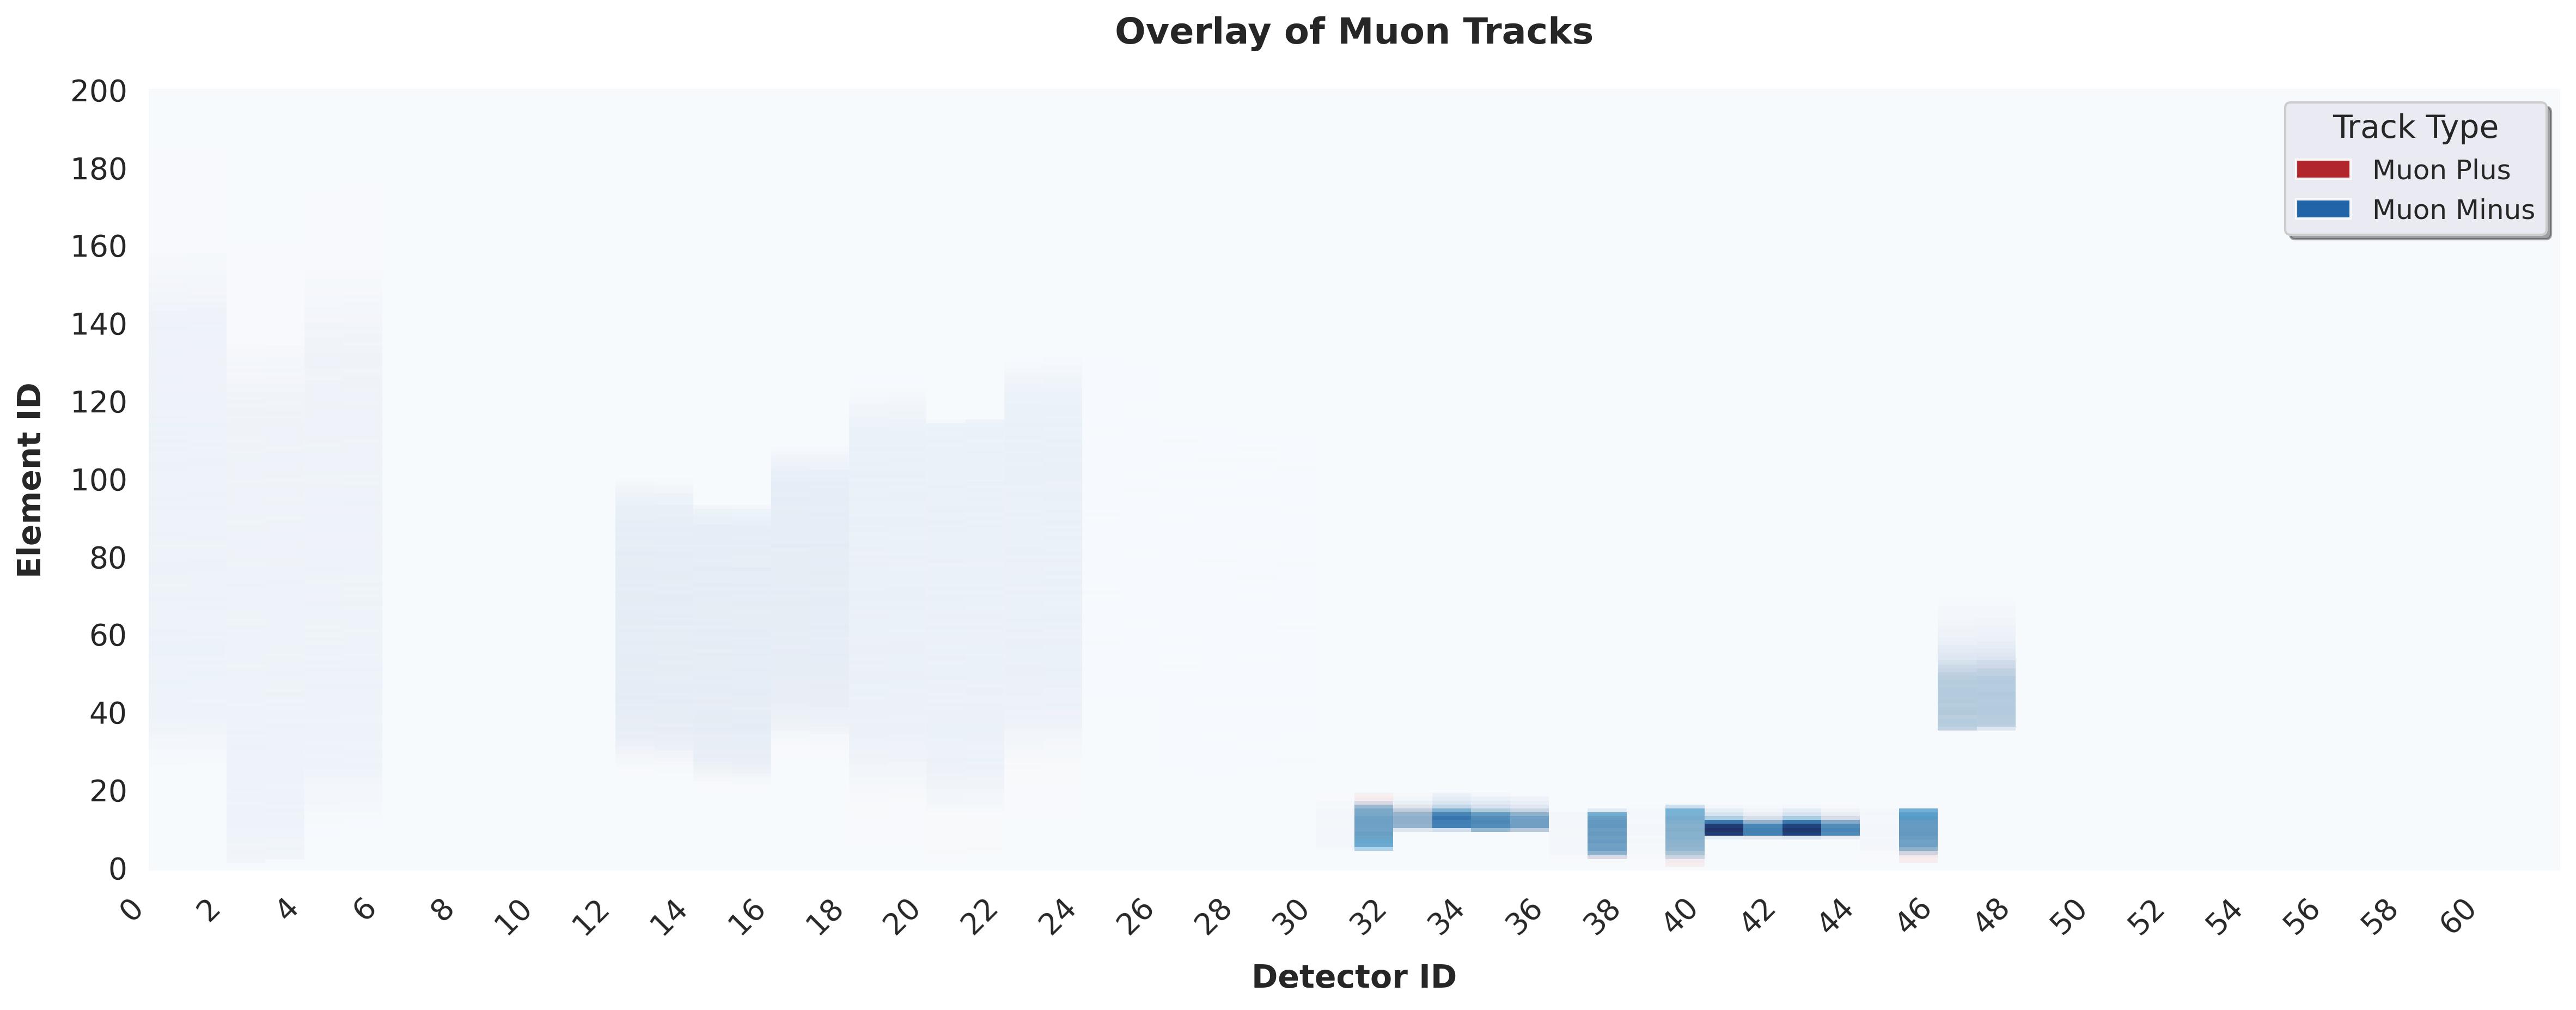 Overlay of Muon Tracks
200
180
160
140
120
100
80
60
40
20
0
Element ID
Track Type
Muon Plus
Muon Minus
0 2 4 6 8 10 12 14 16 18 20 22 24 26 28 30 32 34 36 38 40 42 44 46 48 50 52 54 56 58 60
Detector ID